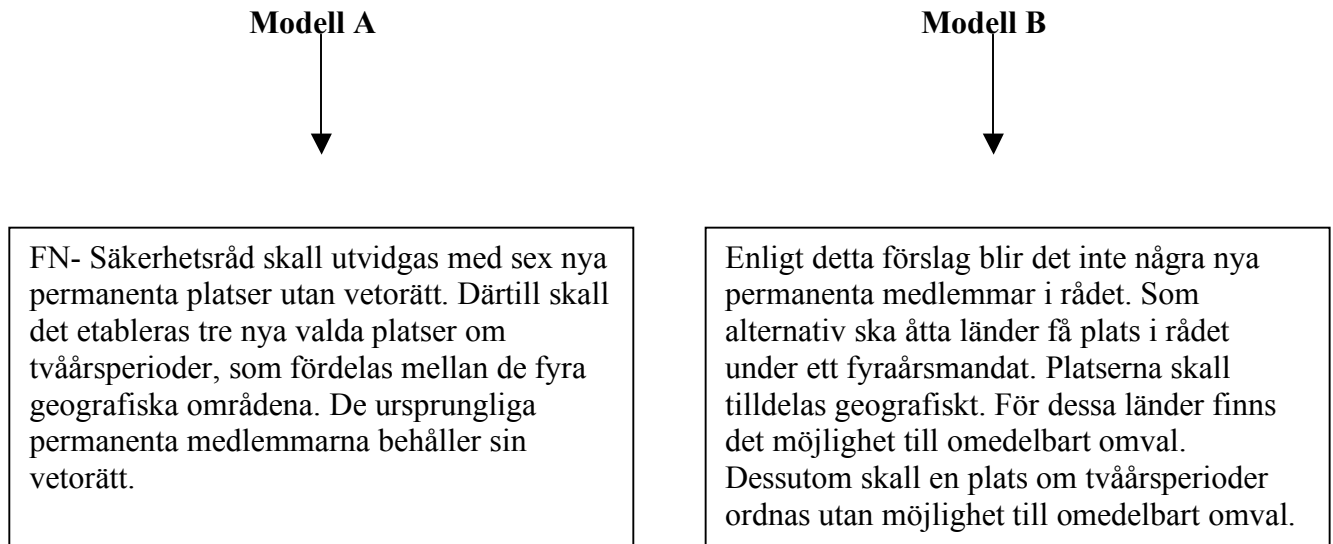 Modell A
Modell B
FN- Säkerhetsråd skall utvidgas med sex nya
permanenta platser utan vetorätt. Därtill skall
det etableras tre nya valda platser om
tvåårsperioder, som fördelas mellan de fyra
geografiska områdena. De ursprungliga
permanenta medlemmarna behåller sin
vetorätt.
Enligt detta förslag blir det inte några nya
permanenta medlemmar i rådet. Som
alternativ ska åtta länder få plats i rådet
under ett fyraårsmandat. Platserna skall
tilldelas geografiskt. För dessa länder finns
det möjlighet till omedelbart omval.
Dessutom skall en plats om tvåårsperioder
ordnas utan möjlighet till omedelbart omval.